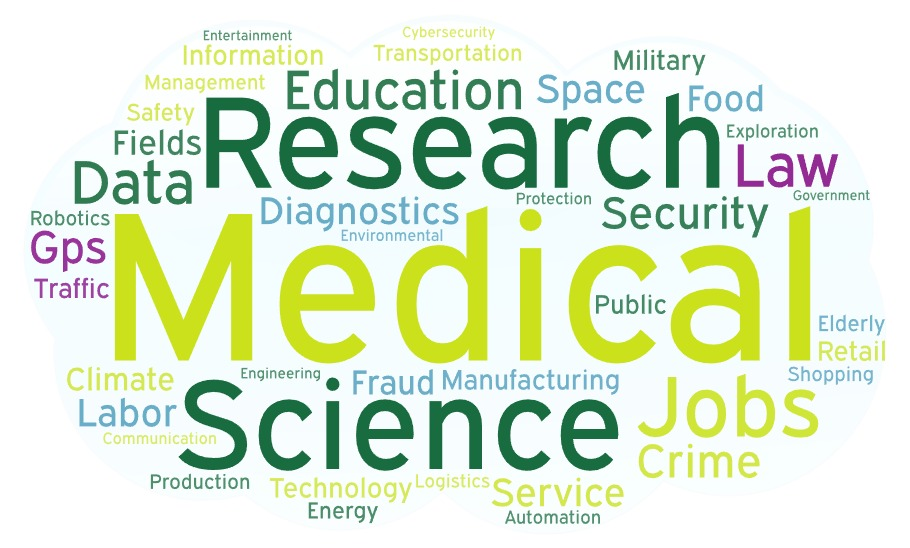 Entertainment
Cybersecurity
Information
Transportation
Military
Management
Education
Space
Food
Safety
Research
Exploration
Fields
Law
Data
Protection
Government
Robotics
Diagnostics
Security
Gps
Environmental
Medical
Traffic
Public
Elderly
Retail
Climate
Engineering
Fraud
Manufacturing
Shopping
Labor
Science
Jobs
Communication
Crime
Production
Technology
Logistics
Service
Energy
Automation